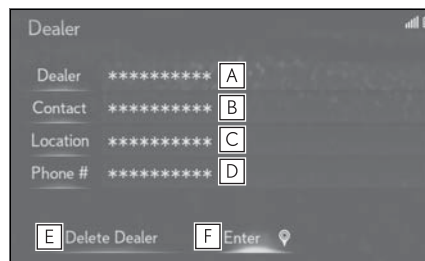 Dealer
Dealer ********** A
Contact ********** B
Location ********** C
Phone # ********** D
E Delete Dealer F Enter